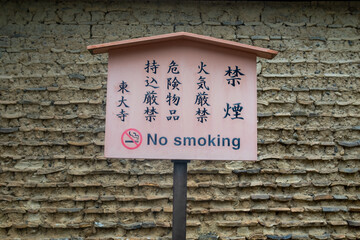 禁煙
火気厳禁
危険物品
持込厳禁
東大寺
No smoking